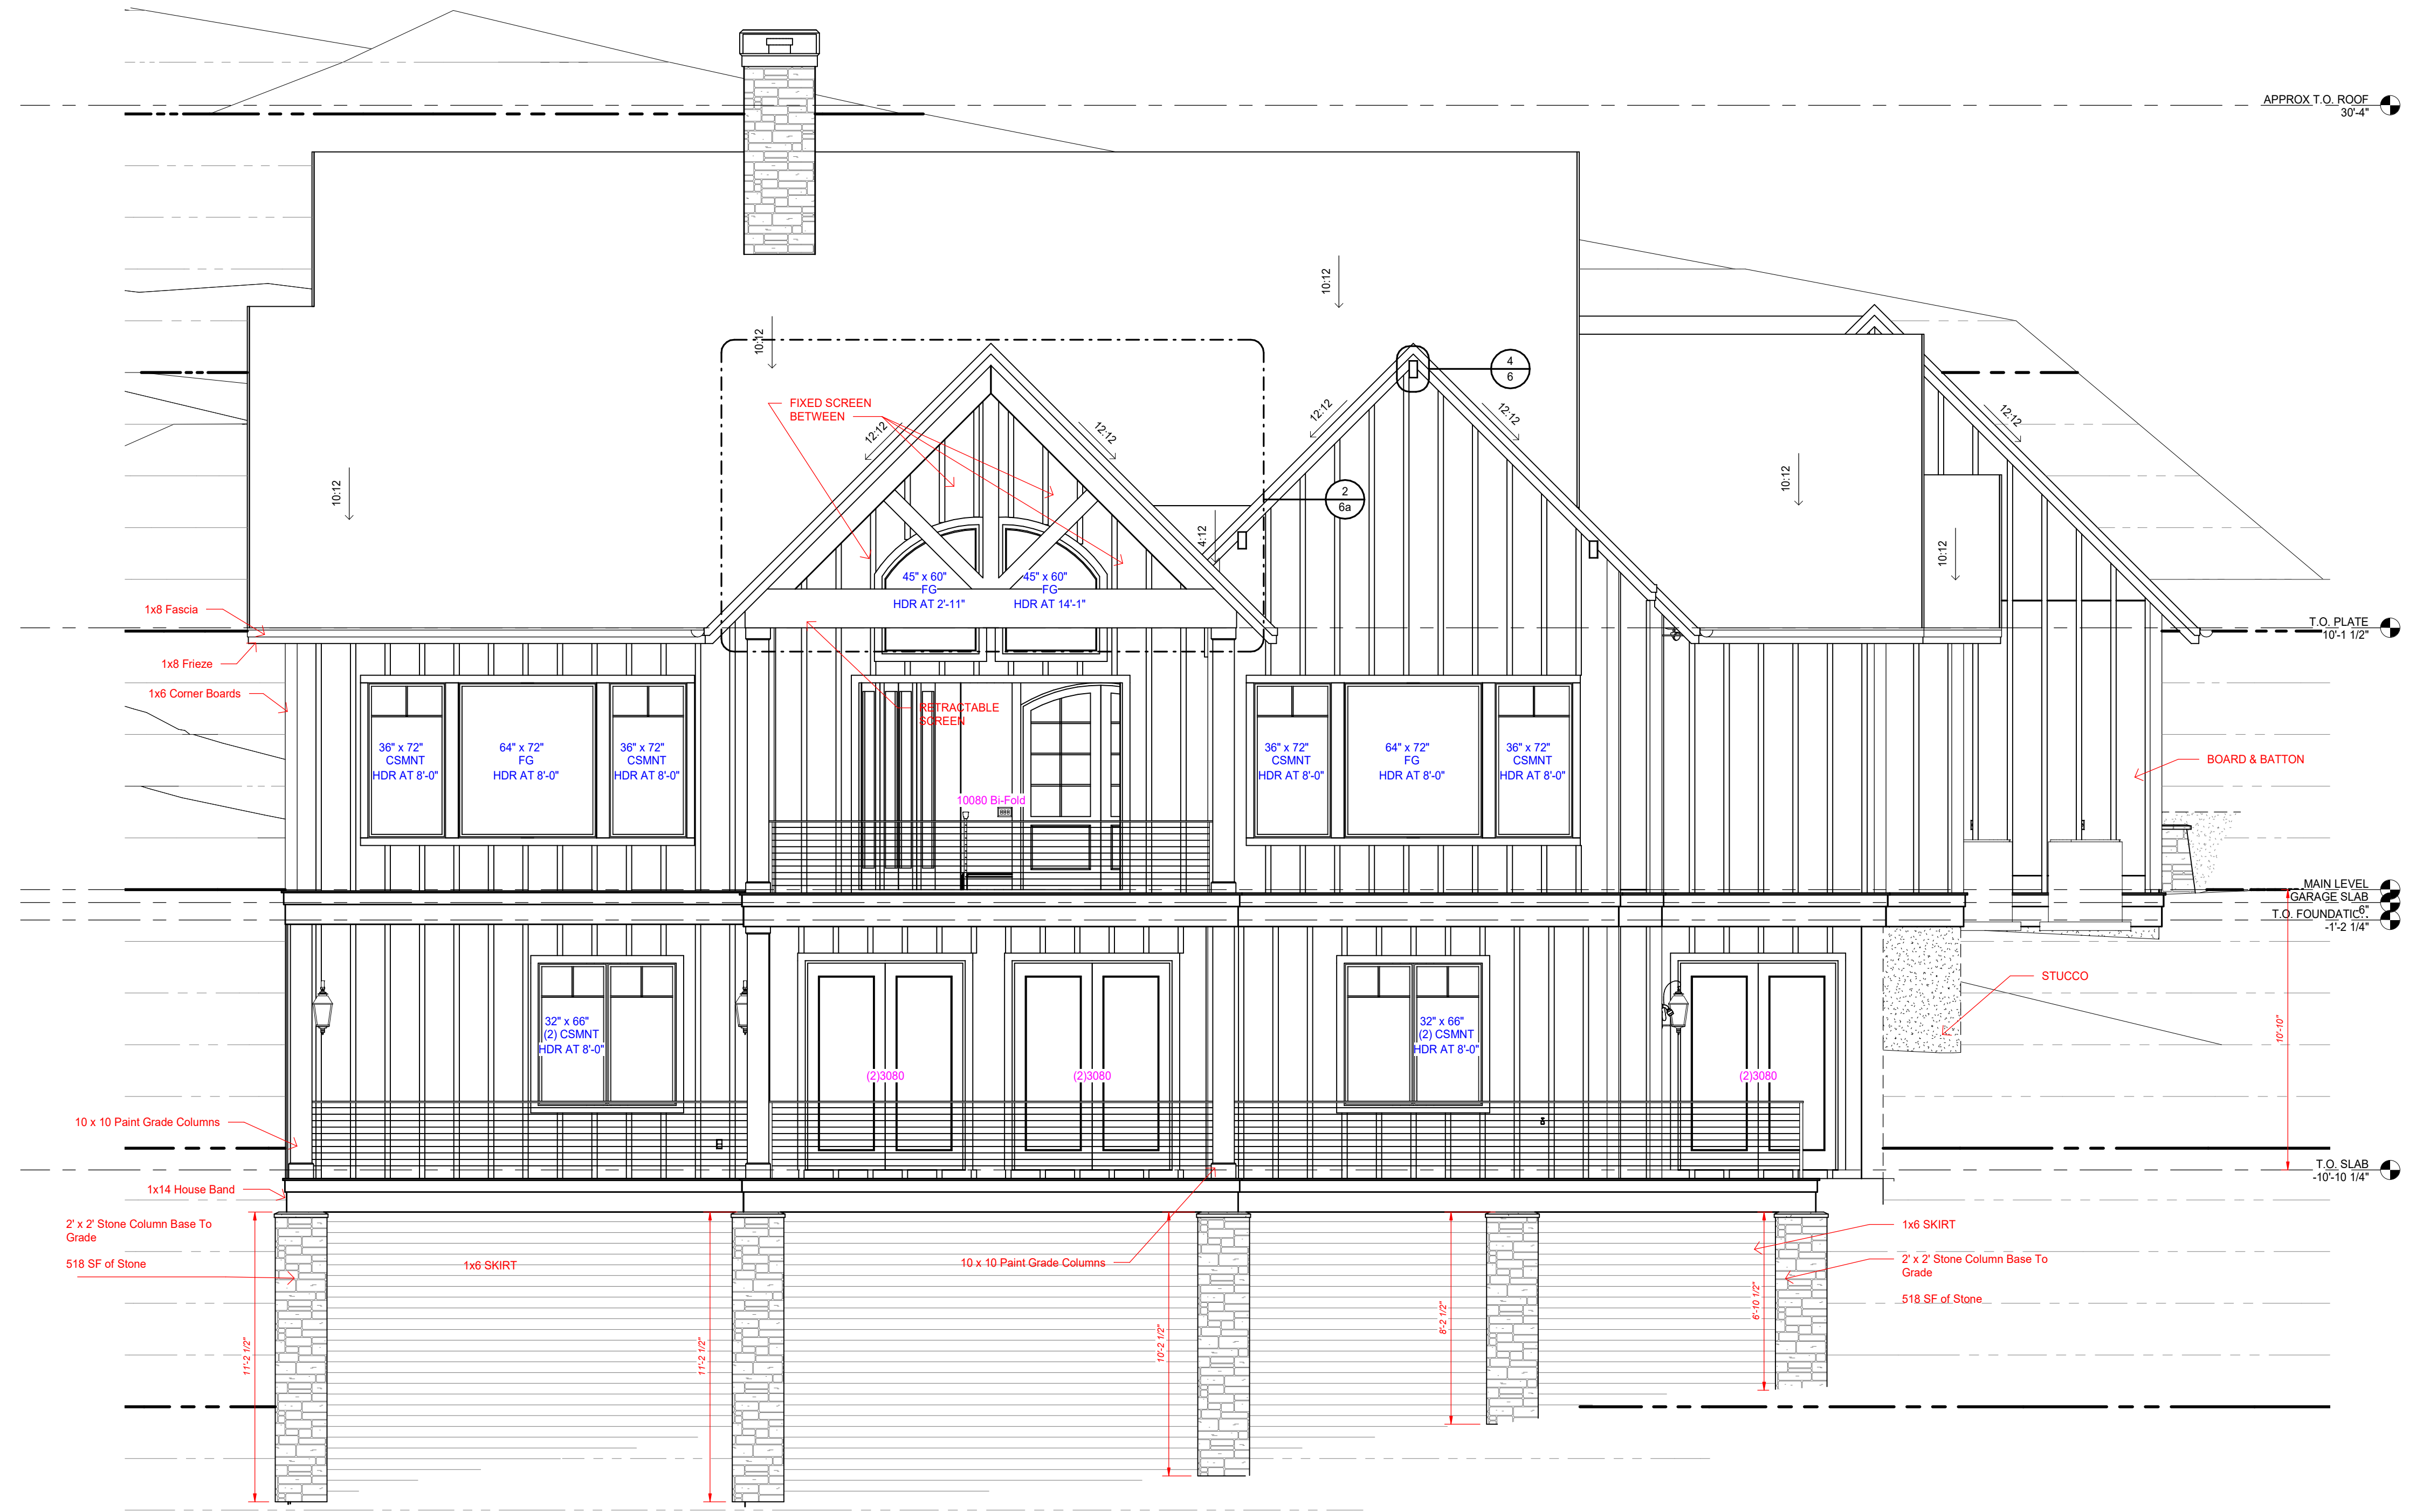 APPROX T.O. ROOF
30'-4"
10:12
10:12
4
6
FIXED SCREEN
BETWEEN
12:12
12:12
12:12
12:12
12:12
10:12
10:12
2
6a
4:12
10:12
45" x 60"
FG
HDR AT 2'-11"
45" x 60"
FG
HDR AT 14'-1"
1x8 Fascia
T.O. PLATE
10'-1 1/2"
1x8 Frieze
1x6 Corner Boards
RETRACTABLE
SCREEN
36" x 72"
CSMNT
HDR AT 8'-0"
64" x 72"
FG
HDR AT 8'-0"
36" x 72"
CSMNT
HDR AT 8'-0"
36" x 72"
CSMNT
HDR AT 8'-0"
64" x 72"
FG
HDR AT 8'-0"
36" x 72"
CSMNT
HDR AT 8'-0"
BOARD & BATTON
10080 Bi-Fold
MAIN LEVEL
GARAGE SLAB
6"
T.O. FOUNDATIC
-1'-2 1/4"
STUCCO
32" x 66"
(2) CSMNT
HDR AT 8'-0"
32" x 66"
(2) CSMNT
HDR AT 8'-0"
10'-10"
(2)3080
(2)3080
(2)3080
10 x 10 Paint Grade Columns
T.O. SLAB
-10'-10 1/4"
1x14 House Band
2' x 2' Stone Column Base To
Grade
518 SF of Stone
1x6 SKIRT
10 x 10 Paint Grade Columns
1x6 SKIRT
2' x 2' Stone Column Base To
Grade
518 SF of Stone
11'-2 1/2"
11'-2 1/2"
10'-2 1/2"
8'-2 1/2"
6'-10 1/2"